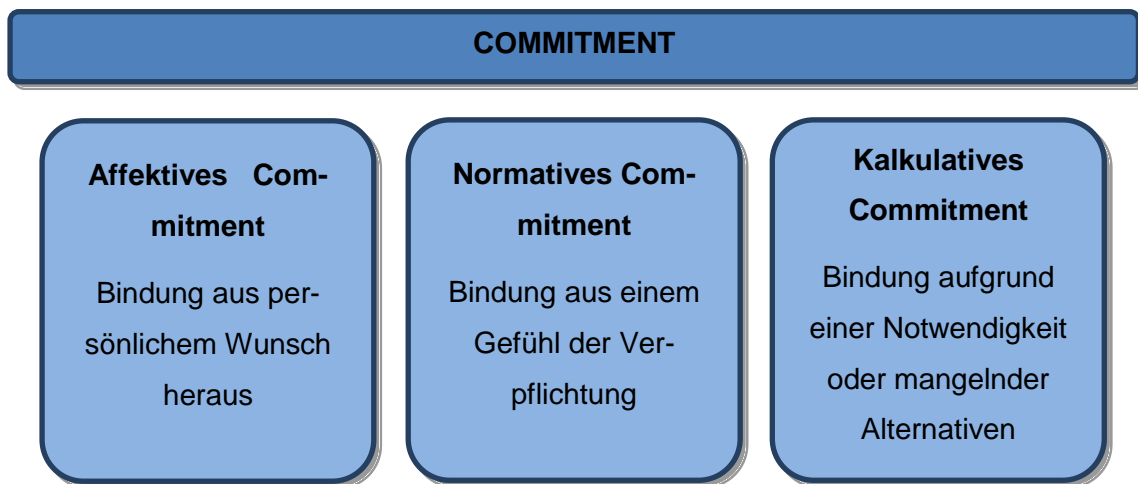 COMMITMENT
Affektives Com-
mitment
Bindung aus per-
sönlichem Wunsch
heraus
Normatives Com-
mitment
Bindung aus einem
Gefühl der Ver-
pflichtung
Kalkulatives
Commitment
Bindung aufgrund
einer Notwendigkeit
oder mangelnder
Alternativen